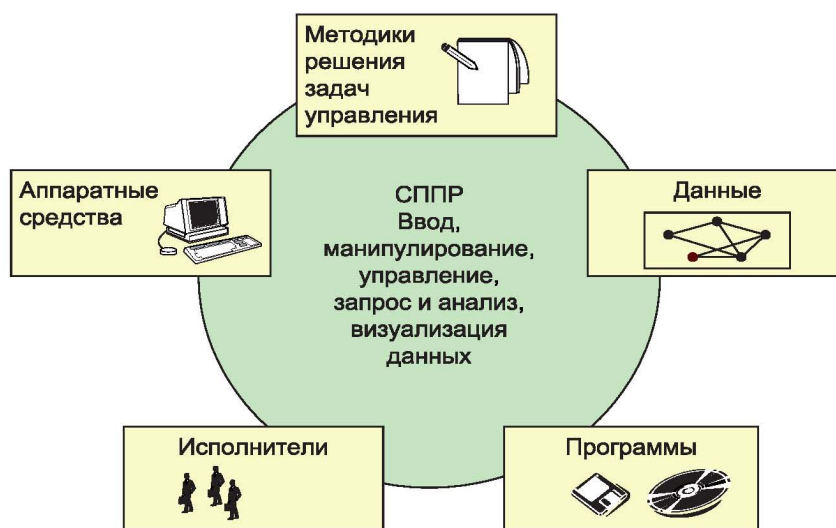 Методики
решения
задач
управления
Аппаратные
средства
СППР
Ввод,
манипулирование,
управление,
запрос и анализ,
визуализация
данных
Данные
Исполнители
Программы